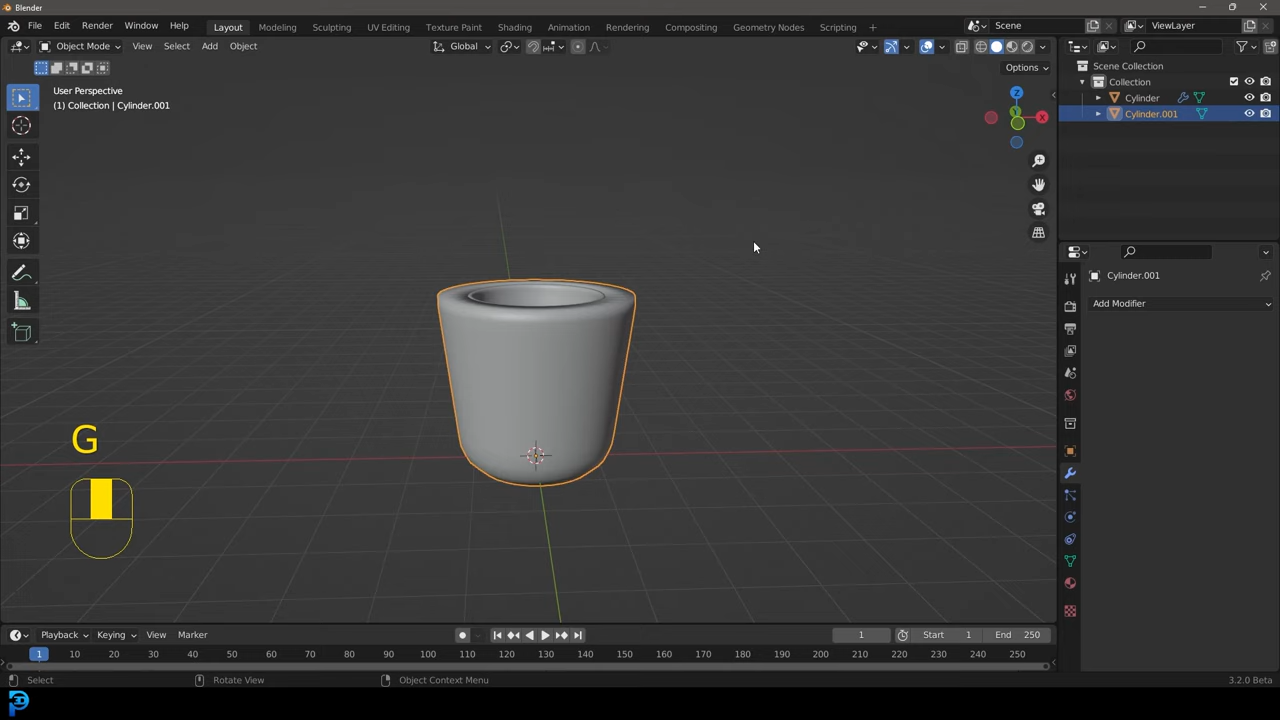 Blender
File Edit Render Window Help Layout Modeling Sculpting UV Editing Texture Paint Shading Animation Rendering Compositing Geometry Nodes Scripting + Scene ViewLayer
Object Mode View Select Add Object Global
Options
User Perspective
(1) Collection | Cylinder.001
Z
X
Y
Scene Collection
Collection
Cylinder
Cylinder.001
Cylinder.001
Add Modifier
G
Playback Keying View Marker 1 Start 1 End 250
1 10 20 30 40 50 60 70 80 90 100 110 120 130 140 150 160 170 180 190 200 210 220 230 240 250
Select Rotate View Object Context Menu 3.2.0 Beta